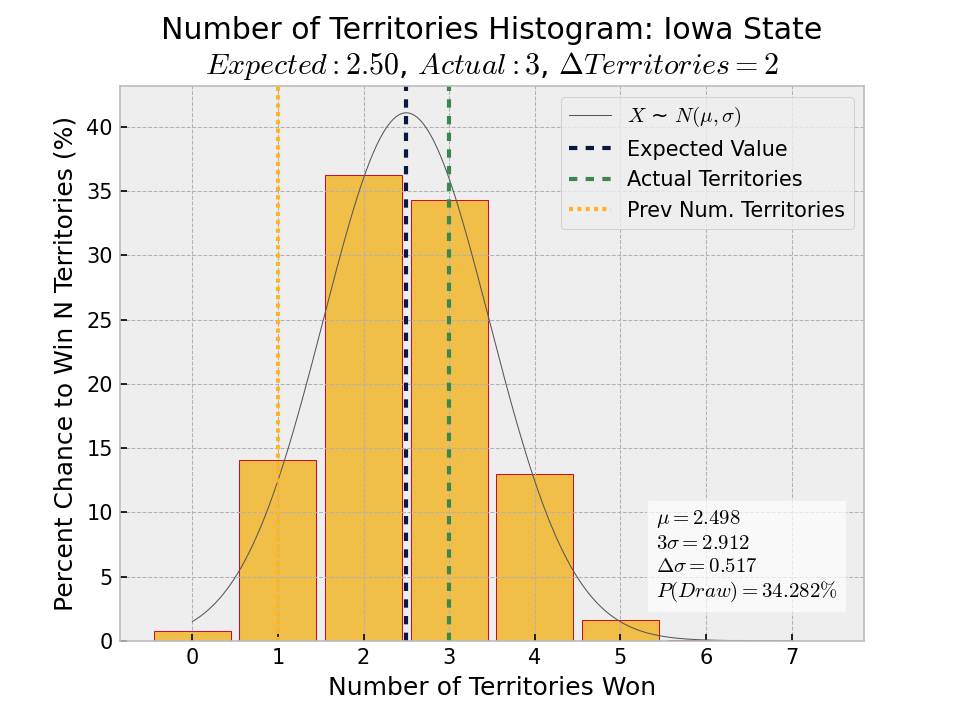 Number of Territories Histogram: Iowa State
Expected : 2.50, Actual : 3, ΔTerritories = 2
Percent Chance to Win N Territories (%)
40
35
30
25
20
15
10
5
0
X ∼ N(μ, σ)
Expected Value
Actual Territories
Prev Num. Territories
μ = 2.498
3σ = 2.912
Δσ = 0.517
P(Draw) = 34.282%
0 1 2 3 4 5 6 7
Number of Territories Won